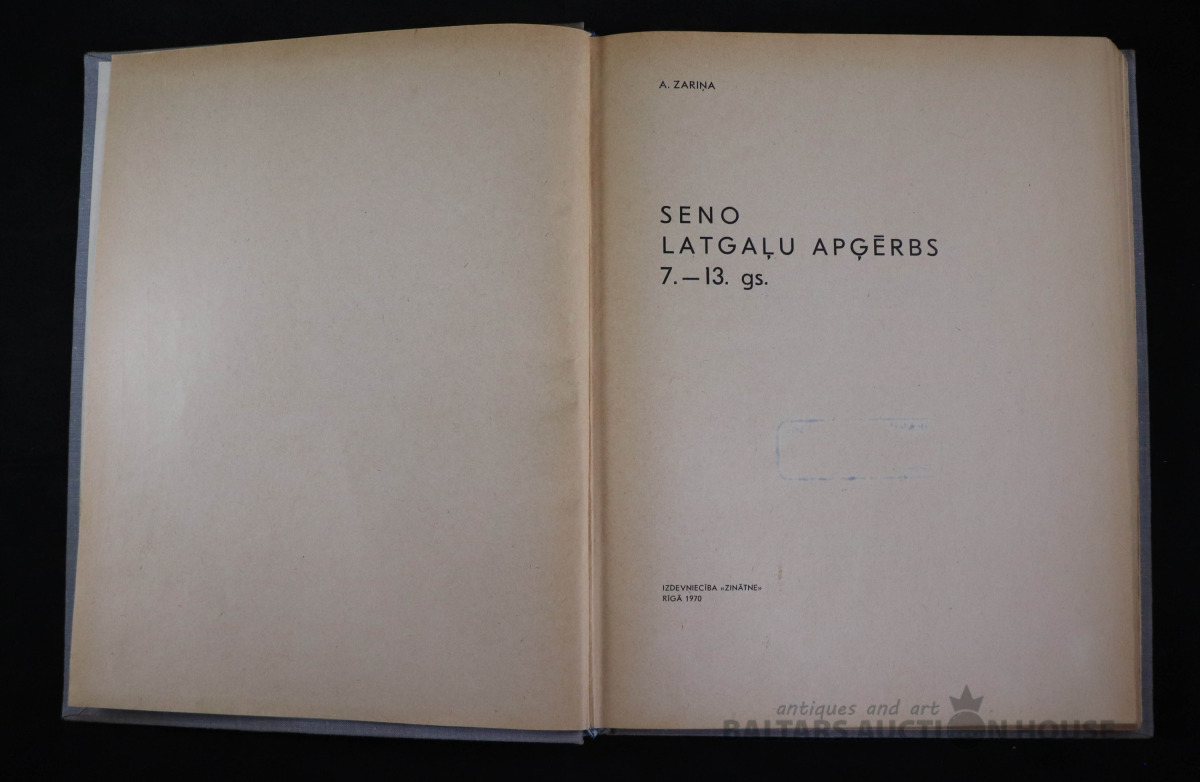 A. ZARIŅA
SENO
LATGAĻU APĢĒRBS
7.—13. gs.
IZDEVNIECĪBA «ZINĀTNE»
RĪGĀ 1970
antiques and art
BALTARS AUCTION HOUSE